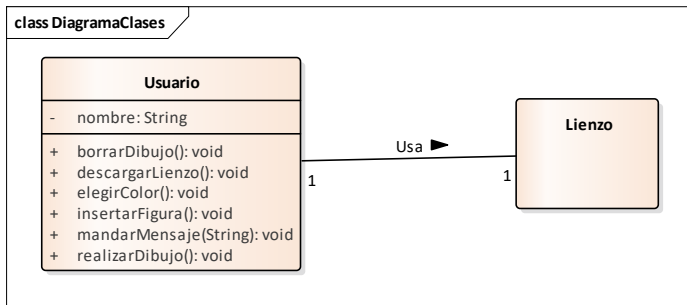 class DiagramaClases
Usuario
- nombre: String
+ borrarDibujo(): void
+ descargarLienzo(): void
+ elegirColor(): void
+ insertarFigura(): void
+ mandarMensaje(String): void
+ realizarDibujo(): void
Usa
1
1
Lienzo